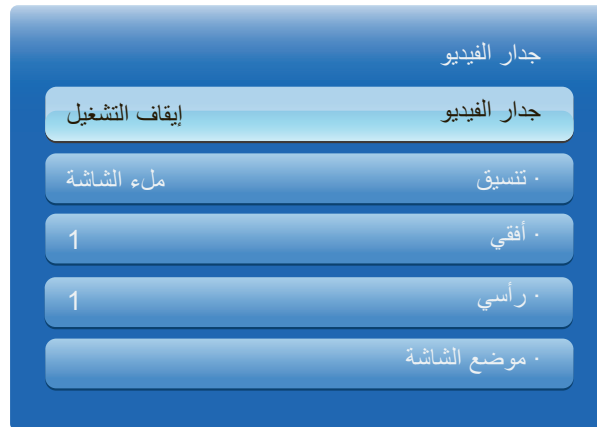 جدار الفيديو
جدار الفيديو إيقاف التشغيل
· تنسيق ملء الشاشة
· أفقي 1
· رأسي 1
· موضع الشاشة